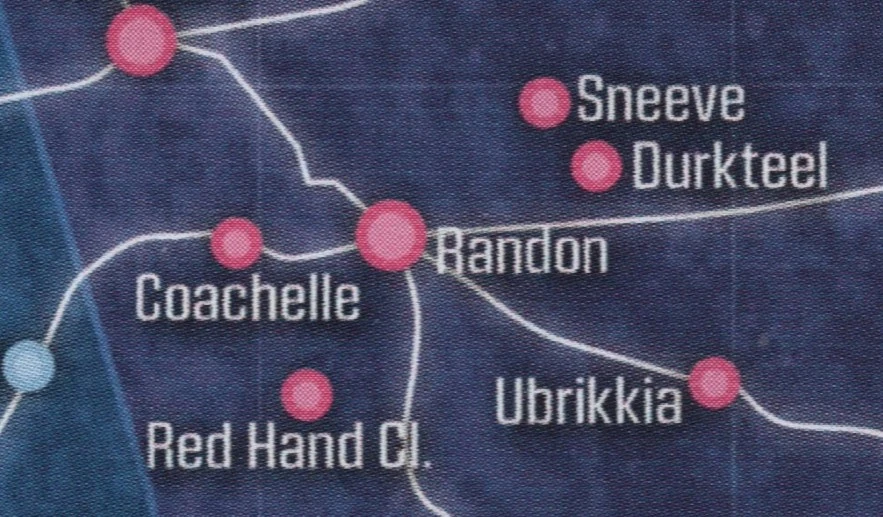 Sneeve
Durkteel
Randon
Coachelle
Ubrikkia
Red Hand Cl.